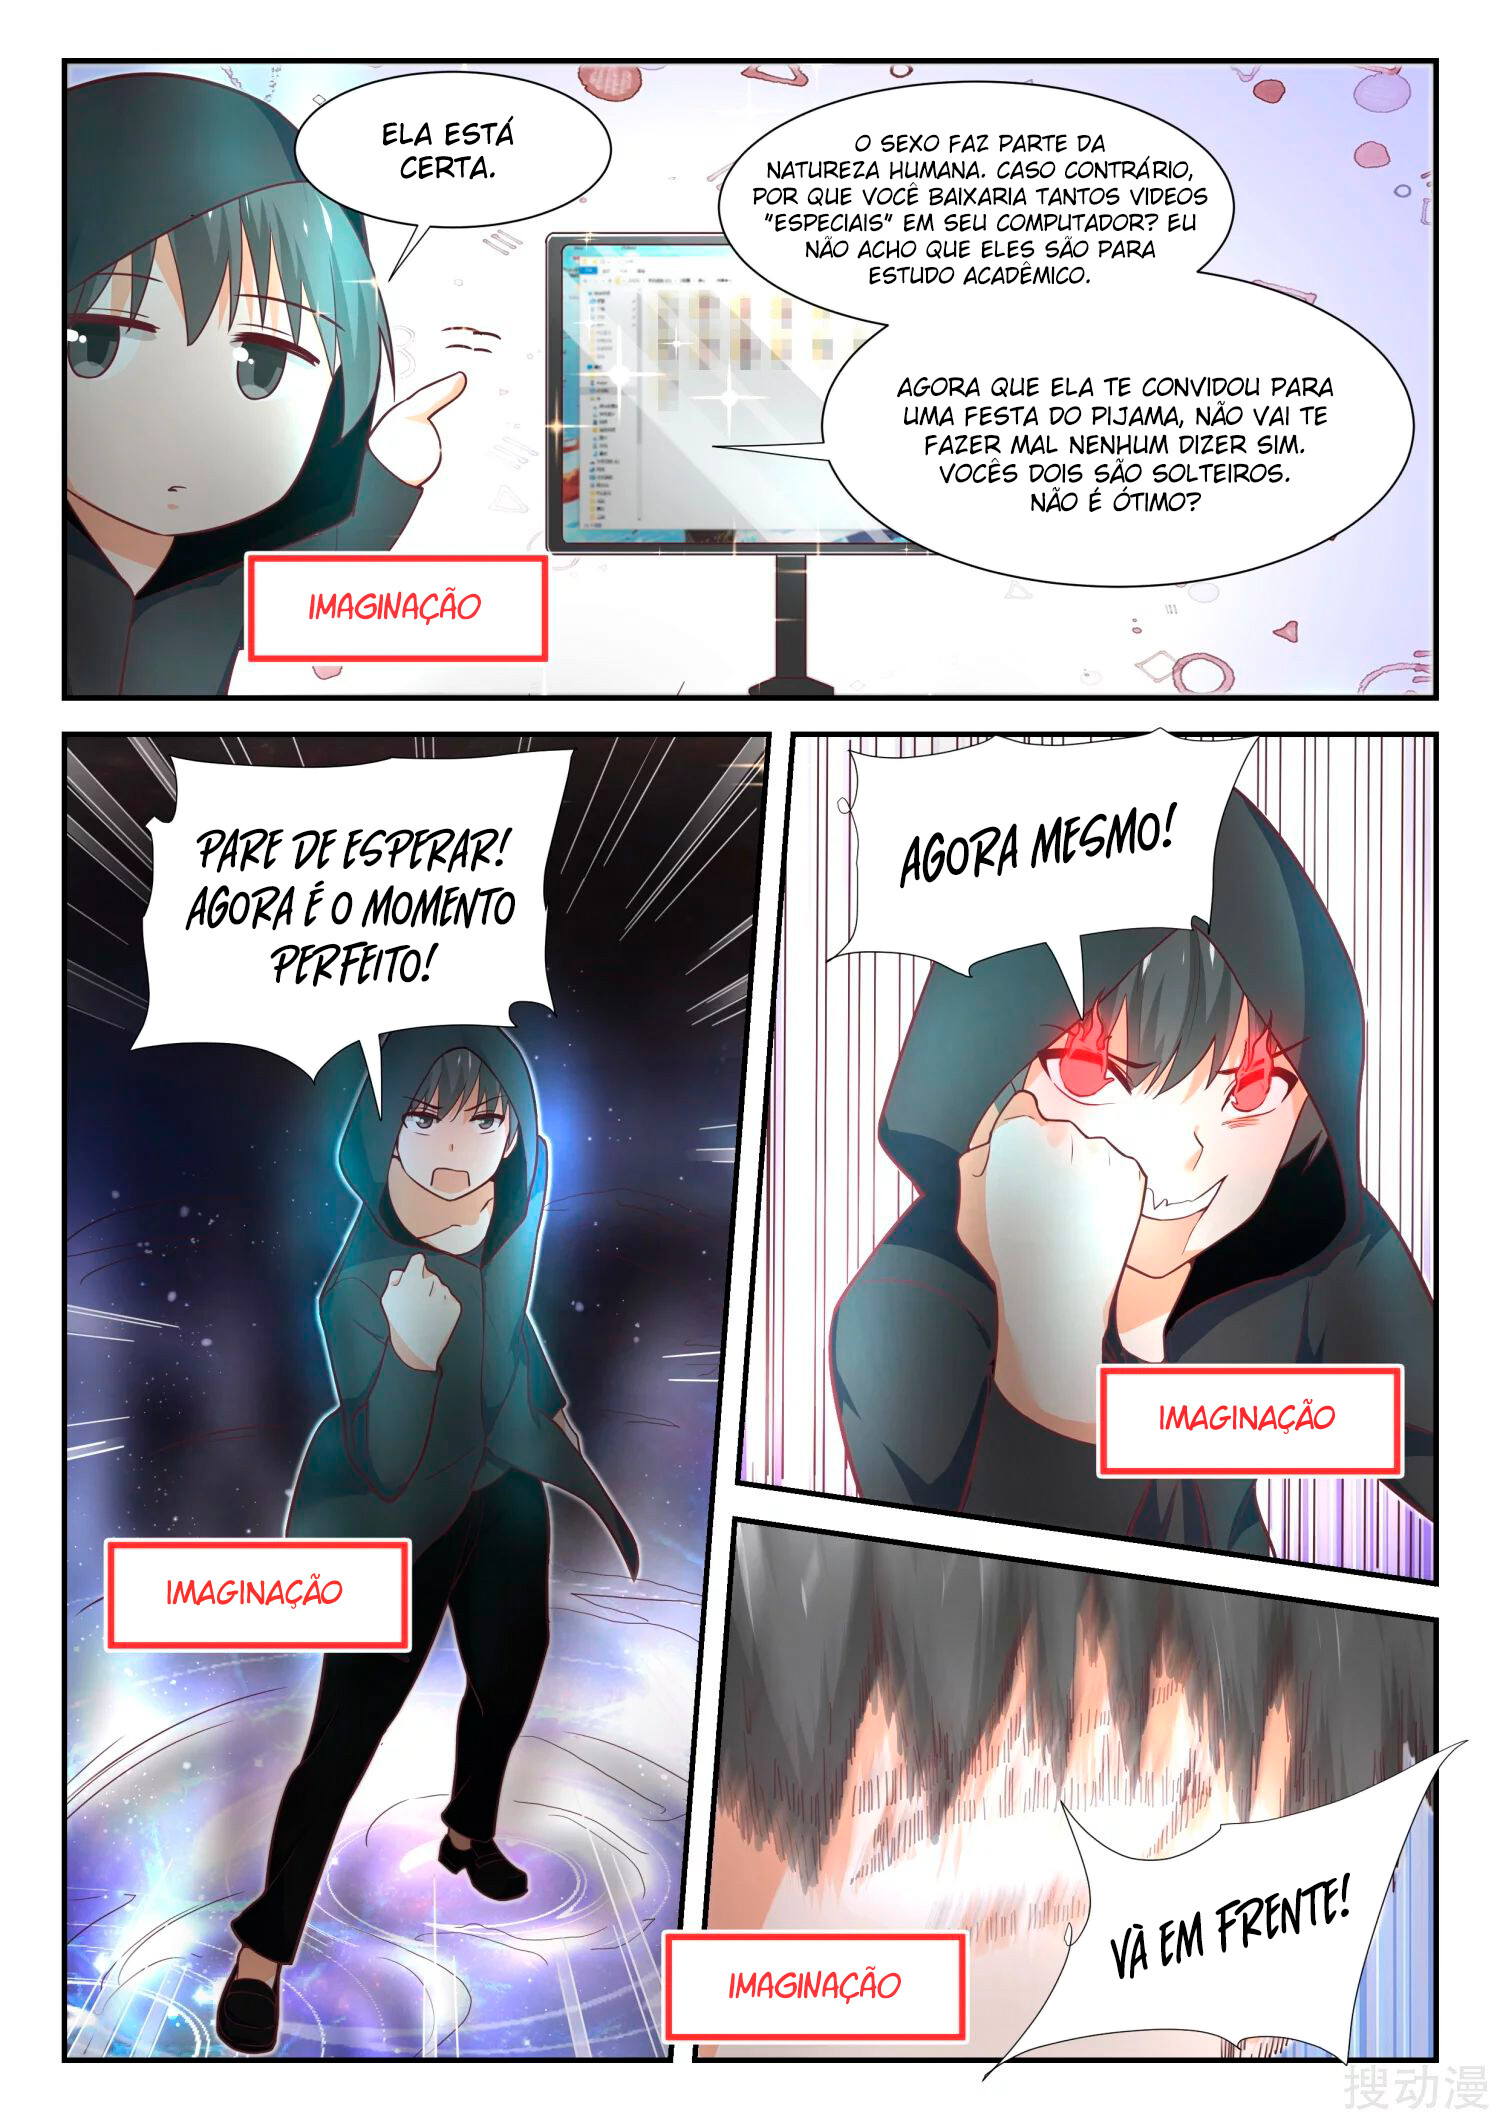 ELA ESTÁ
CERTA.
O SEXO FAZ PARTE DA
NATUREZA HUMANA. CASO CONTRÁRIO,
POR QUE VOCÊ BAIXARIA TANTOS VIDEOS
"ESPECIAIS" EM SEU COMPUTADOR? EU
NÃO ACHO QUE ELES SÃO PARA
ESTUDO ACADÊMICO.
AGORA QUE ELA TE CONVIDOU PARA
UMA FESTA DO PIJAMA, NÃO VAI TE
FAZER MAL NENHUM DIZER SIM.
VOCÊS DOIS SÃO SOLTEIROS.
NÃO É ÓTIMO?
IMAGINAÇÃO
PARE DE ESPERAR!
AGORA É O MOMENTO
PERFEITO!
IMAGINAÇÃO
AGORA MESMO!
IMAGINAÇÃO
VÀ EM FRENTE!
IMAGINAÇÃO
搜动漫